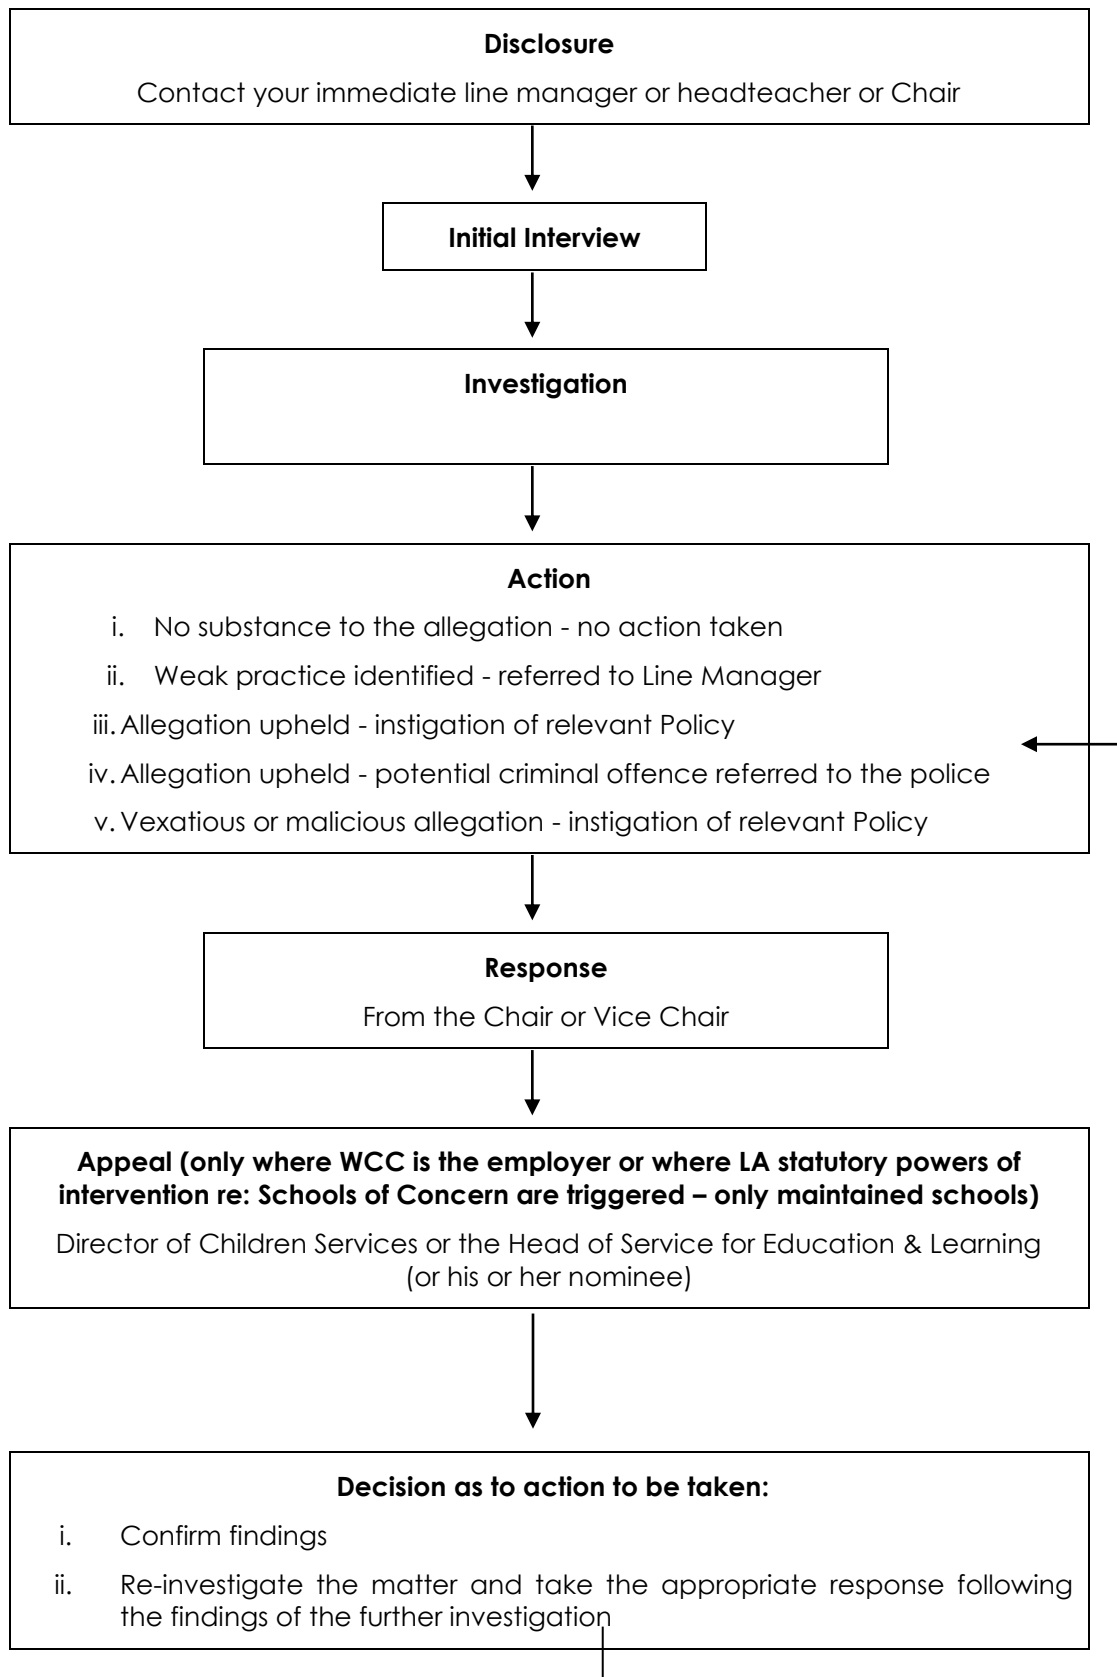 Disclosure
Contact your immediate line manager or headteacher or Chair
Initial Interview
Investigation
Action
i. No substance to the allegation - no action taken
ii. Weak practice identified - referred to Line Manager
iii. Allegation upheld - instigation of relevant Policy
iv. Allegation upheld - potential criminal offence referred to the police
v. Vexatious or malicious allegation - instigation of relevant Policy
Response
From the Chair or Vice Chair
Appeal (only where WCC is the employer or where LA statutory powers of
intervention re: Schools of Concern are triggered – only maintained schools)
Director of Children Services or the Head of Service for Education & Learning
(or his or her nominee)
Decision as to action to be taken:
i. Confirm findings
ii. Re-investigate the matter and take the appropriate response following
the findings of the further investigation